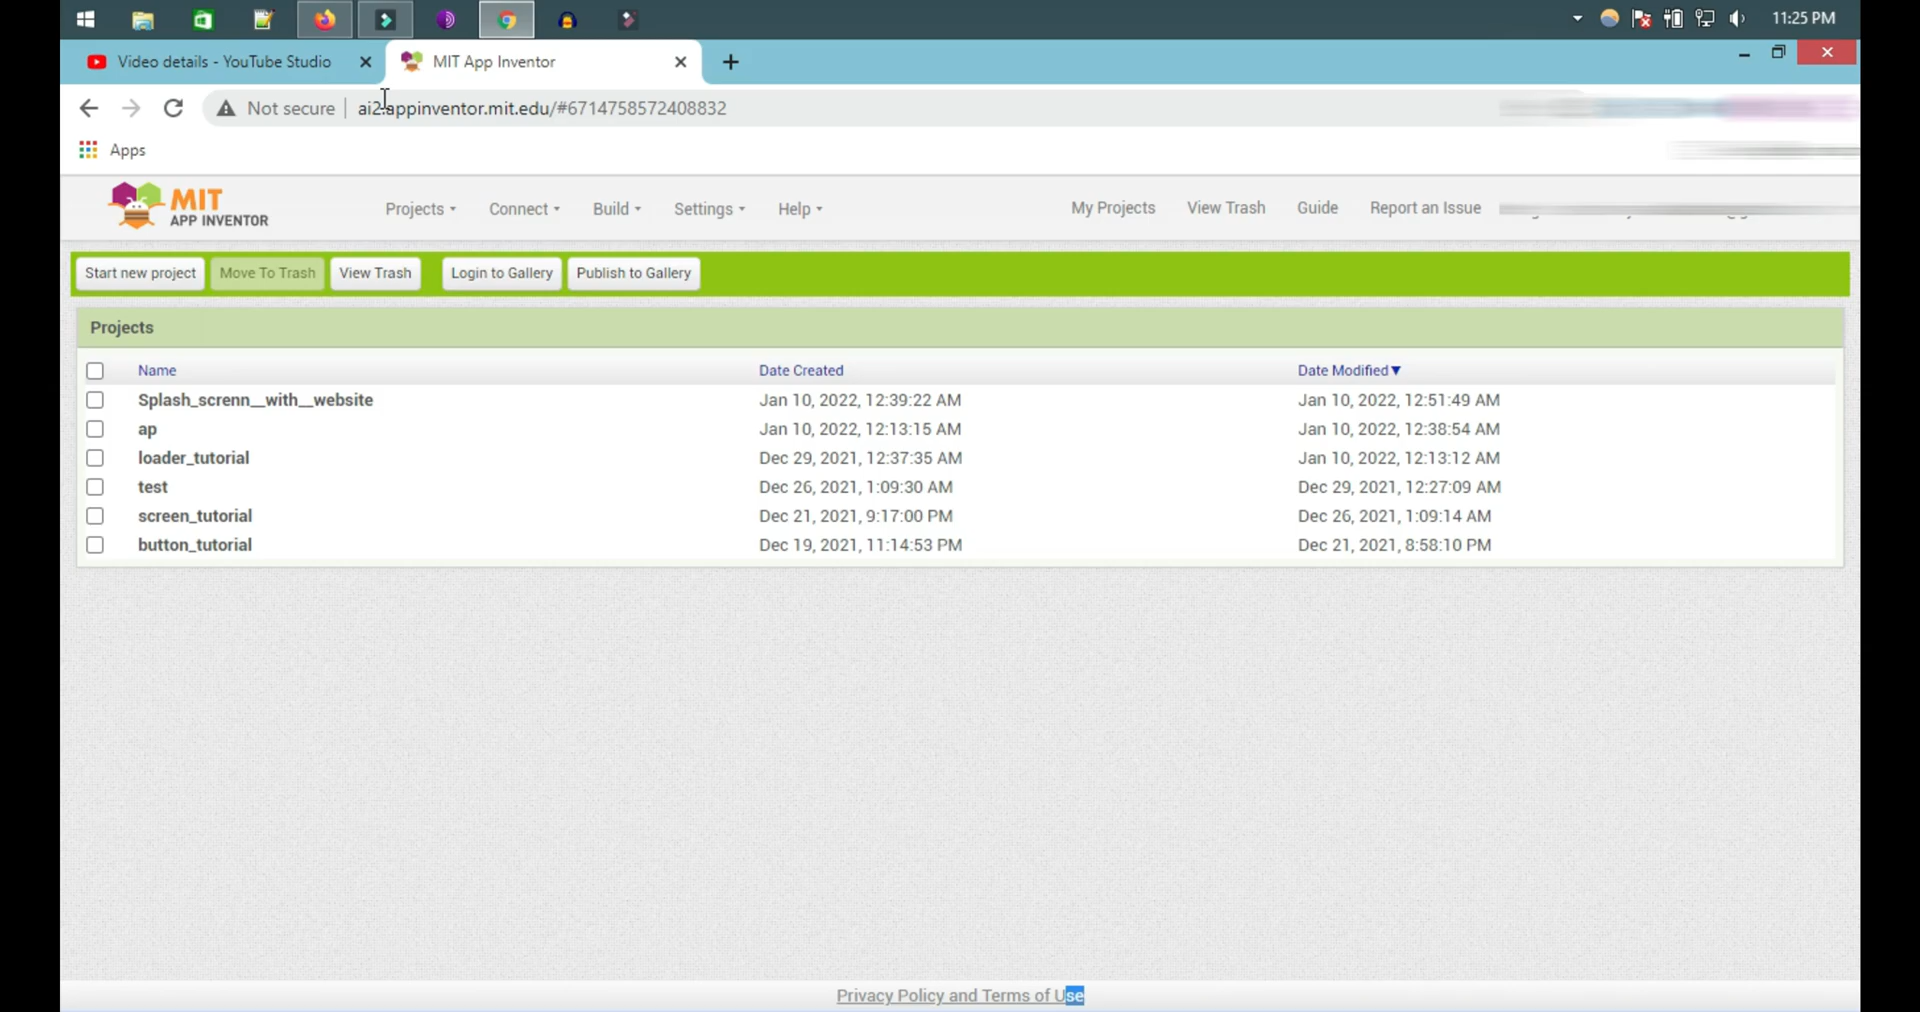 11:25 PM
Video details - YouTube Studio
MIT App Inventor
Not secure
ai2.appinventor.mit.edu/#6714758572408832
Apps
MIT
APP INVENTOR
Projects
Connect
Build
Settings
Help
My Projects
View Trash
Guide
Report an Issue
Start new project
Move To Trash
View Trash
Login to Gallery
Publish to Gallery
Projects
Name Date Created Date Modified▼
Splash_screnn__with__website Jan 10, 2022, 12:39:22 AM Jan 10, 2022, 12:51:49 AM
ap Jan 10, 2022, 12:13:15 AM Jan 10, 2022, 12:38:54 AM
loader_tutorial Dec 29, 2021, 12:37:35 AM Jan 10, 2022, 12:13:12 AM
test Dec 26, 2021, 1:09:30 AM Dec 29, 2021, 12:27:09 AM
screen_tutorial Dec 21, 2021, 9:17:00 PM Dec 26, 2021, 1:09:14 AM
button_tutorial Dec 19, 2021, 11:14:53 PM Dec 21, 2021, 8:58:10 PM
Privacy Policy and Terms of Use